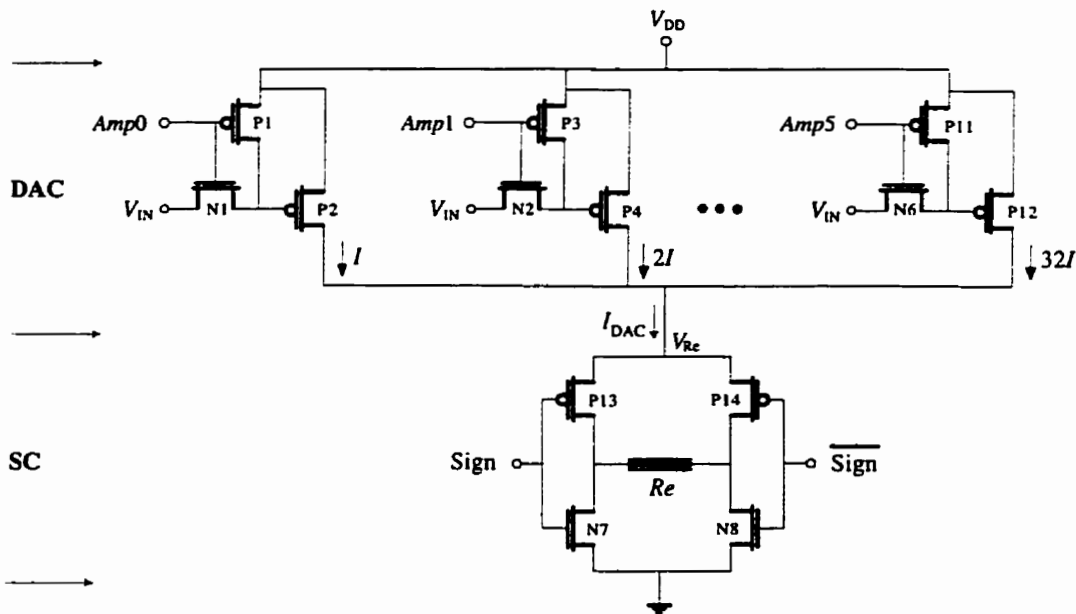 V_DD
Amp0 P1 Amp1 P3 Amp5 P11
DAC
V_IN N1 P2 V_IN N2 P4 ••• V_IN N6 P12
I 2I 32I
I_DAC
V_Re
P13 P14
SC Sign Re S̅i̅g̅n̅
N7 N8